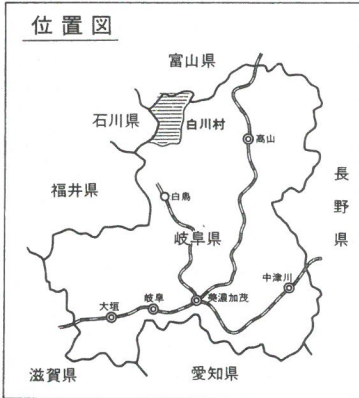 位置図
富山県
石川県
白川村
高山
福井県
白鳥
長野県
岐阜県
中津川
美濃加茂
岐阜
大垣
滋賀県
愛知県